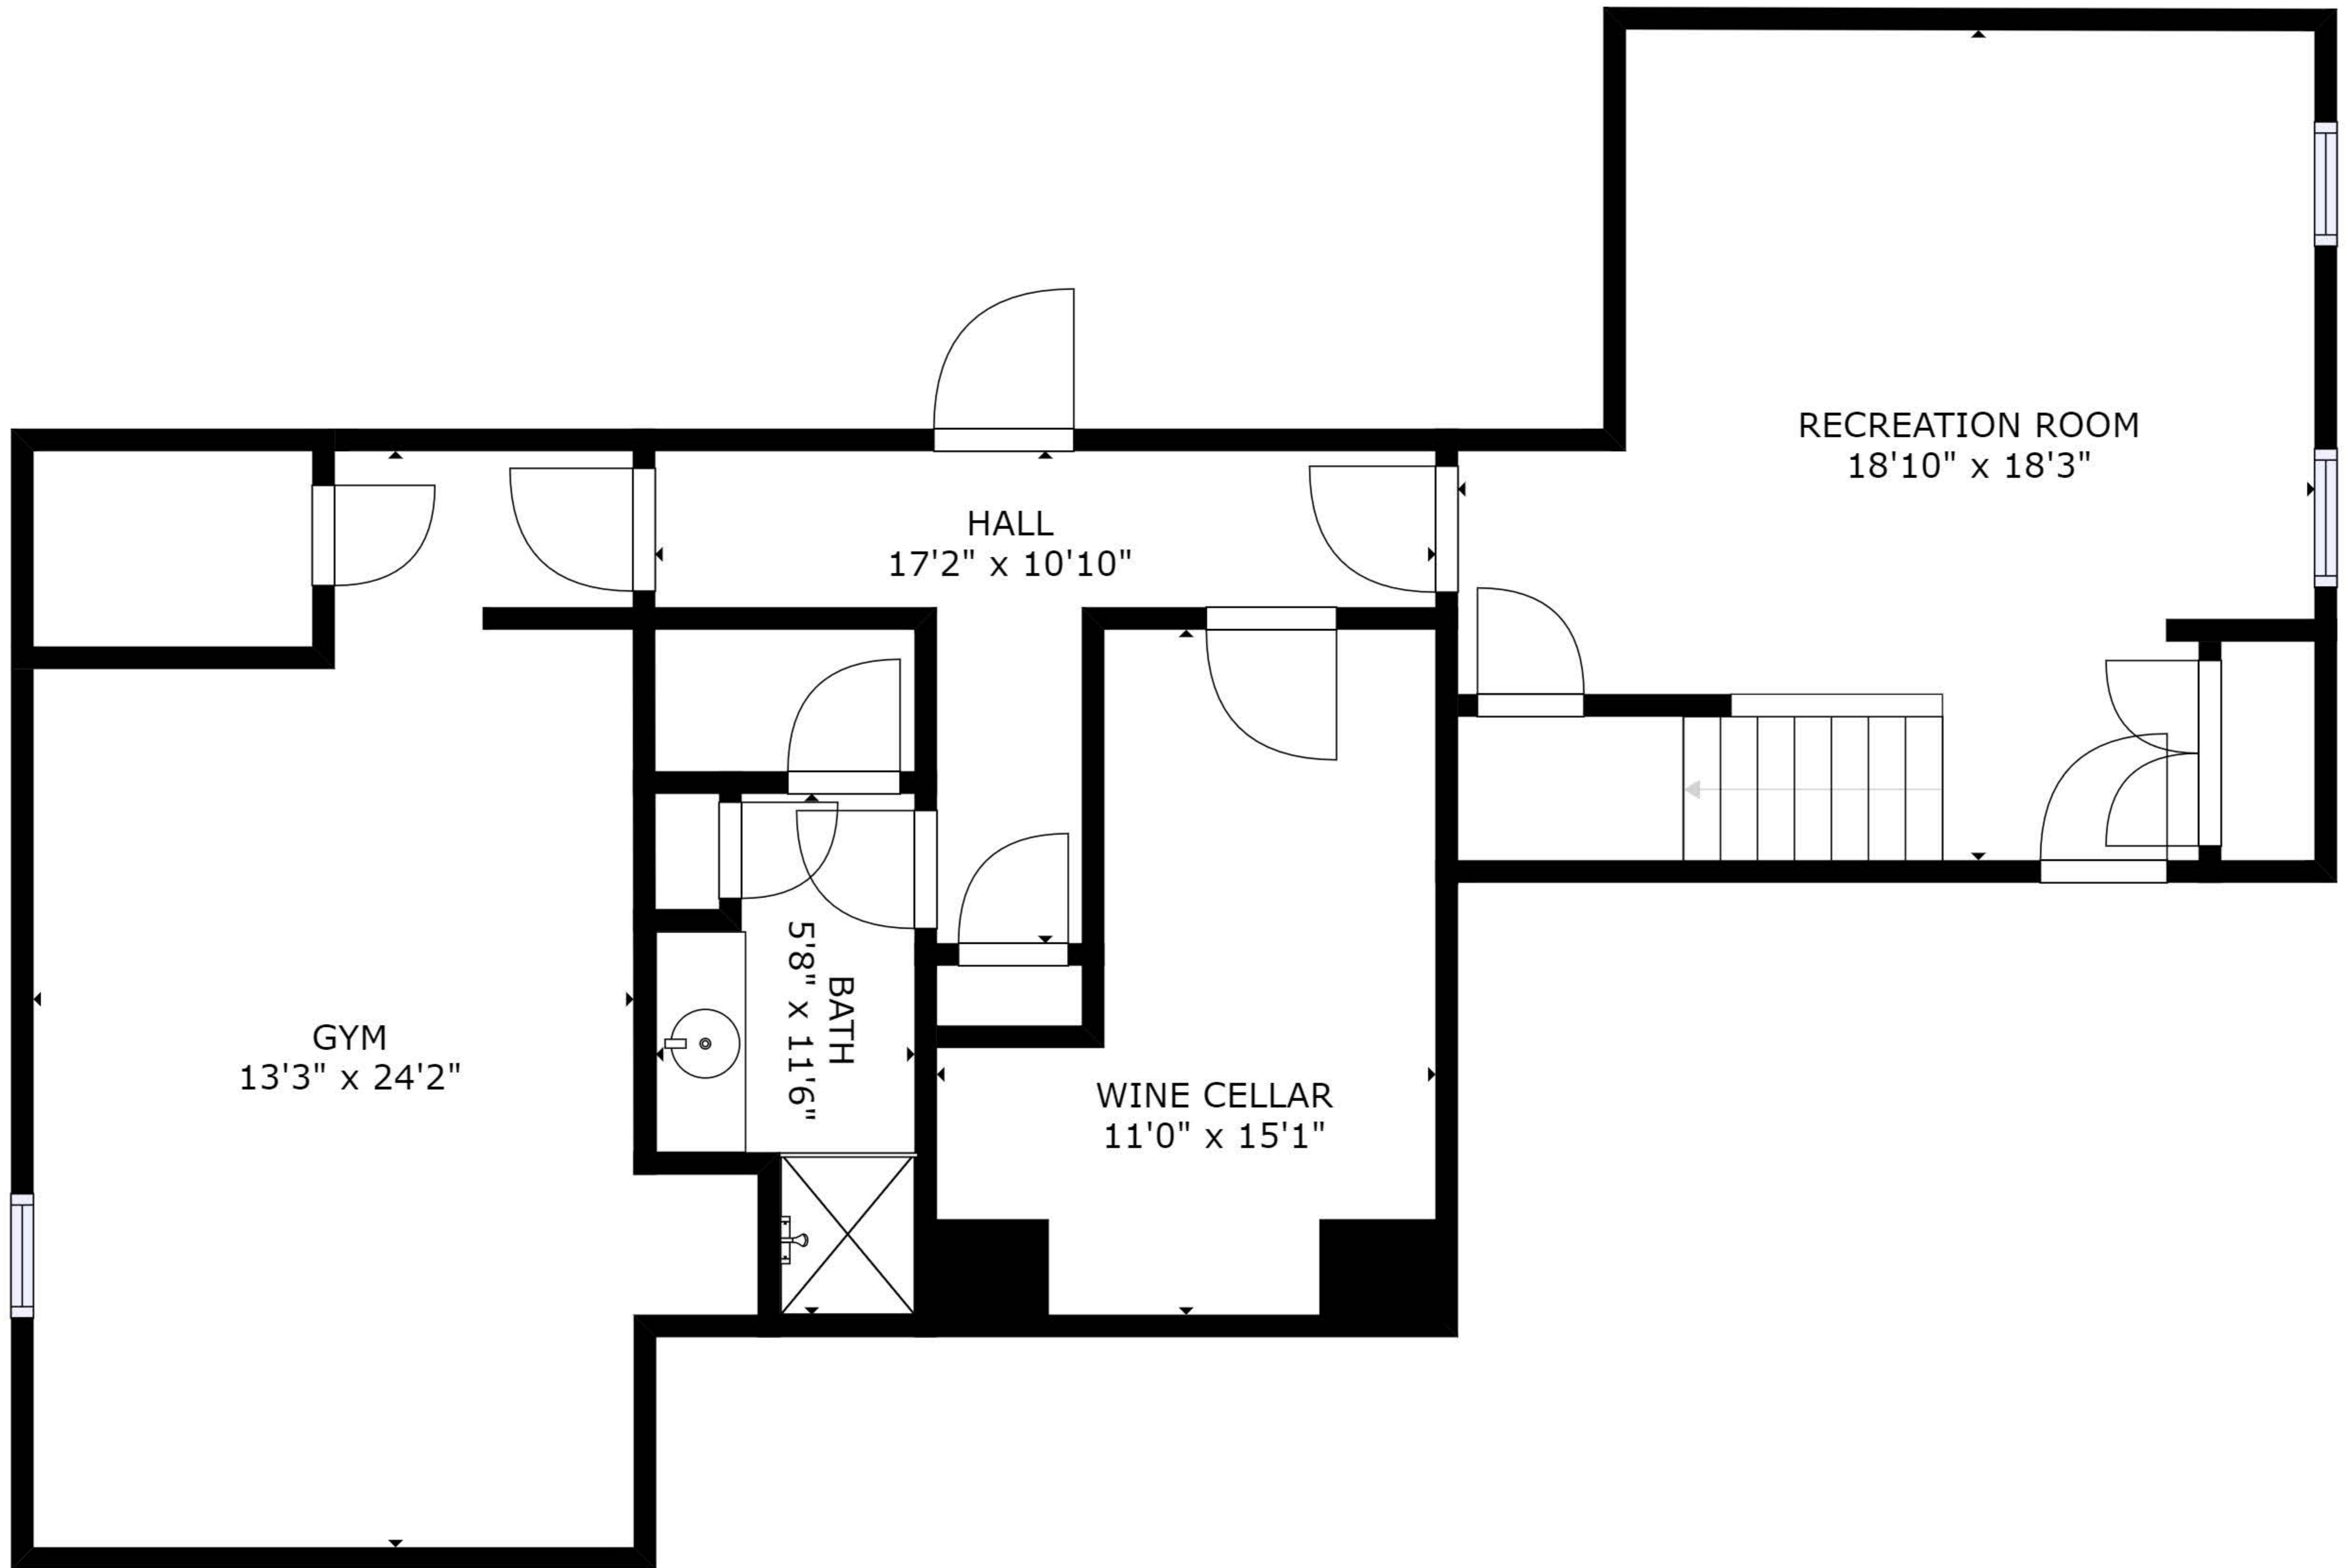 RECREATION ROOM
18'10" x 18'3"
HALL
17'2" x 10'10"
BATH
5'8" x 11'6"
GYM
13'3" x 24'2"
WINE CELLAR
11'0" x 15'1"